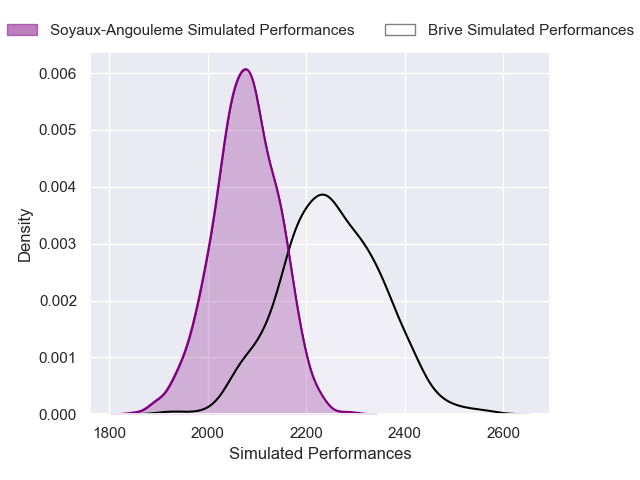 Soyaux-Angouleme Simulated Performances
Brive Simulated Performances
0.006
0.005
0.004
0.003
0.002
0.001
0.000
Density
1800 2000 2200 2400 2600
Simulated Performances